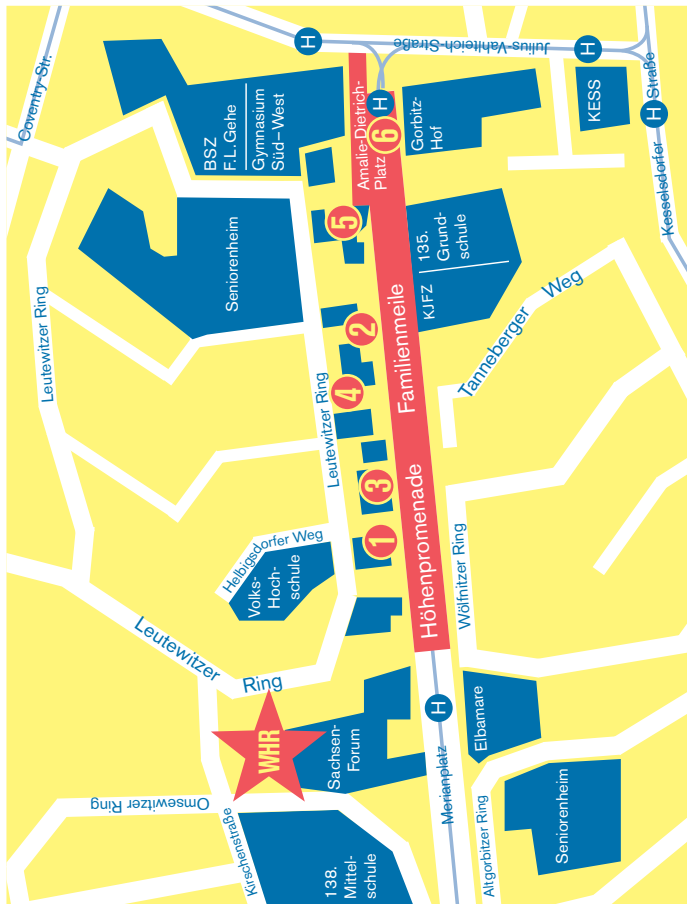 Coventry-Str.
Julius-Vahlteich-Straße
H
H
H
H
H
Straße
Kesselsdorfer
KESS
BSZ
F.L.Gehe
Gymnasium
Süd–West
Amalie-Dietrich-
Platz
6
Gorbitz-
Hof
Seniorenheim
5
135.
Grund-
schule
KJFZ
Leutewitzer Ring
Leutewitzer Ring
2
4
3
1
Familienmeile
Höhenpromenade
Tanneberger Weg
Wölfnitzer Ring
Helbigsdorfer Weg
Volks-
Hoch-
schule
Leutewitzer
Ring
WHR
Sachsen-
Forum
Omsewitzer Ring
Kirschenstraße
138.
Mittel-
schule
Merianplatz
Elbamare
Altgorbitzer Ring
Seniorenheim